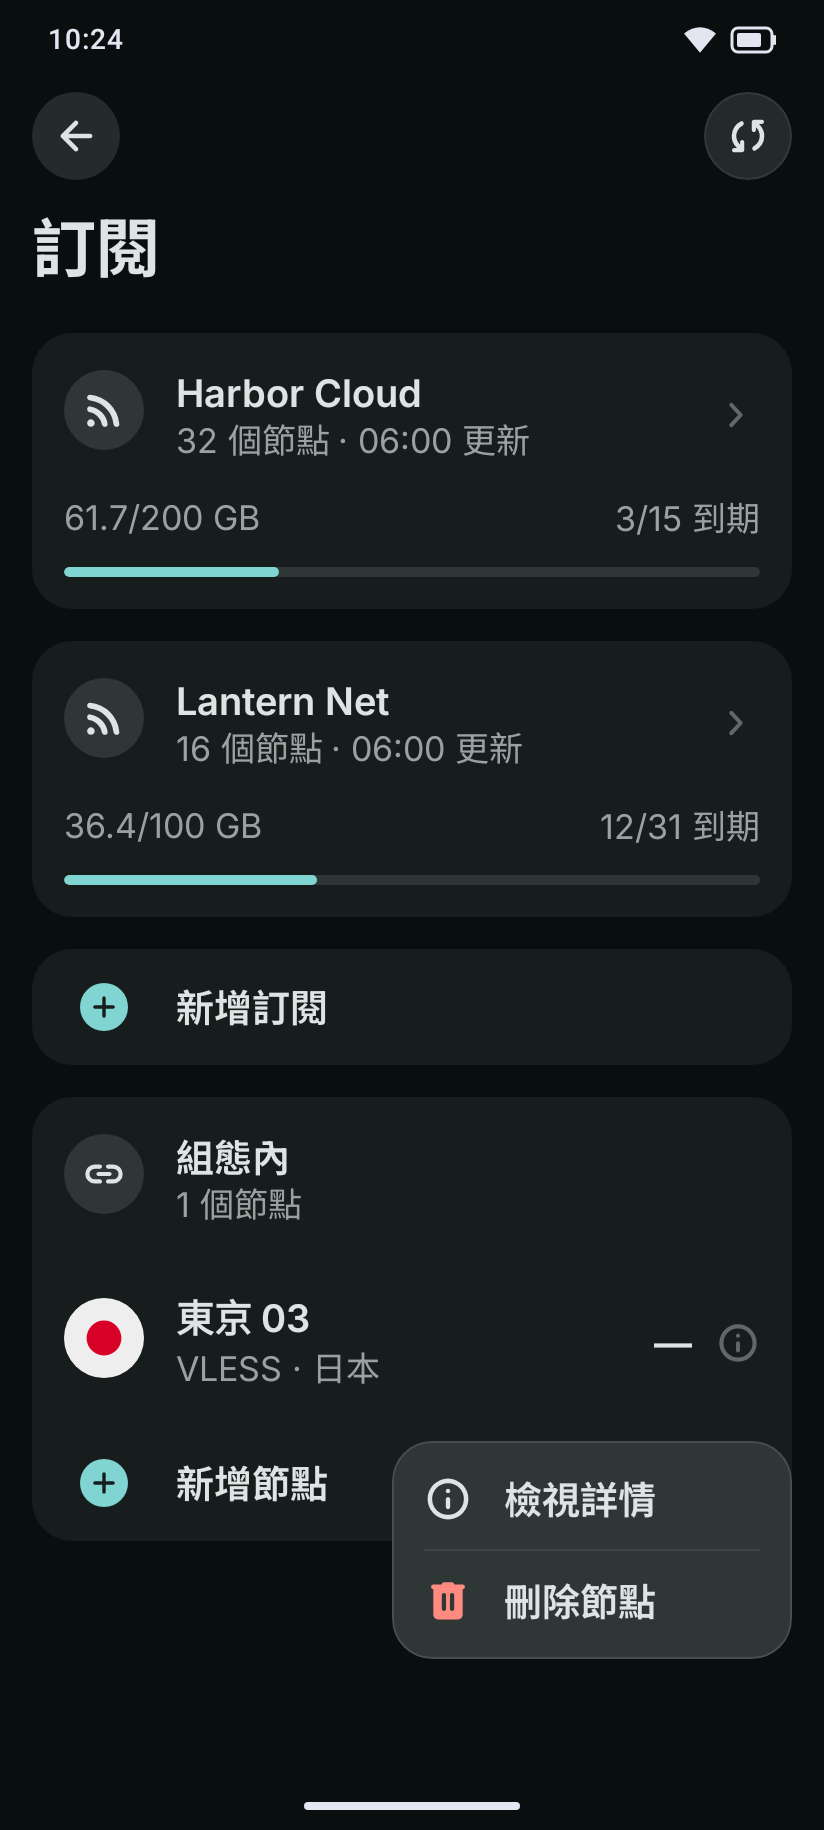 10:24
訂閱
Harbor Cloud
32 個節點 · 06:00 更新
61.7/200 GB
3/15 到期
Lantern Net
16 個節點 · 06:00 更新
36.4/100 GB
12/31 到期
新增訂閱
組態內
1 個節點
東京 03
VLESS · 日本
—
新增節點
檢視詳情
刪除節點